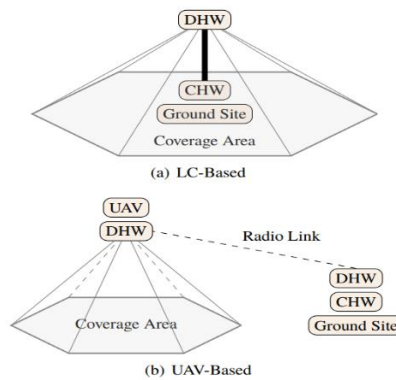 DHW
CHW
Ground Site
Coverage Area
(a) LC-Based
UAV
DHW
Radio Link
DHW
CHW
Coverage Area
Ground Site
(b) UAV-Based